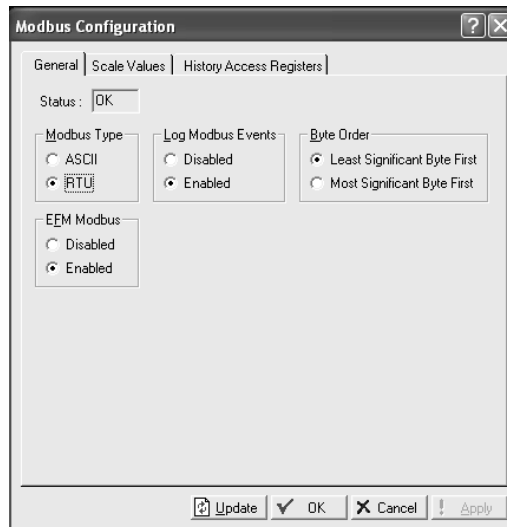 Modbus Configuration
General Scale Values History Access Registers
Status : OK
Modbus Type
ASCII
RTU
Log Modbus Events
Disabled
Enabled
Byte Order
Least Significant Byte First
Most Significant Byte First
EFM Modbus
Disabled
Enabled
Update OK Cancel Apply